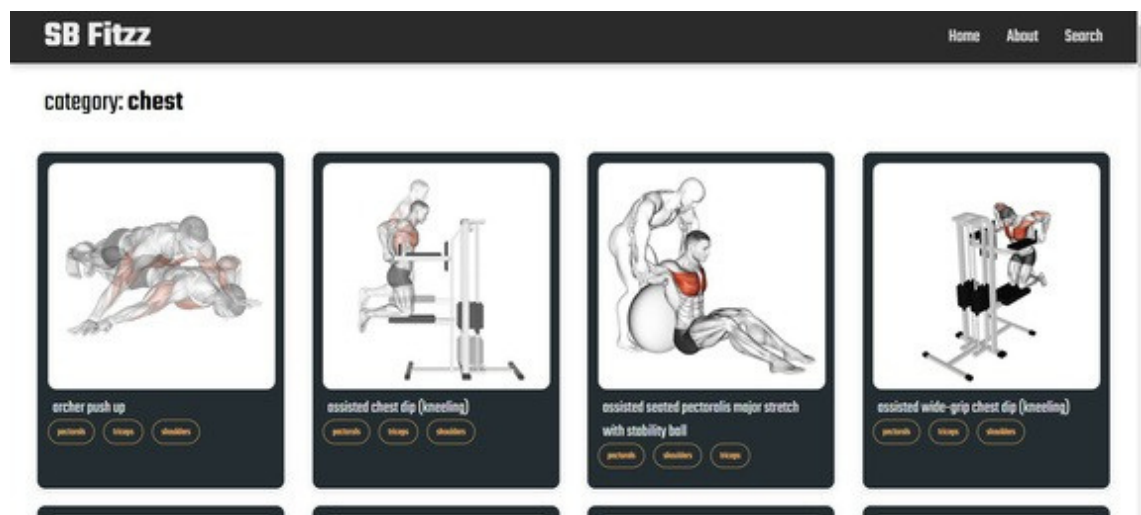 SB Fitzz
Home About Search
category: chest
archer push up
pectorals triceps shoulders
assisted chest dip (kneeling)
pectorals triceps shoulders
assisted seated pectoralis major stretch
with stability ball
pectorals shoulders triceps
assisted wide-grip chest dip (kneeling)
pectorals triceps shoulders